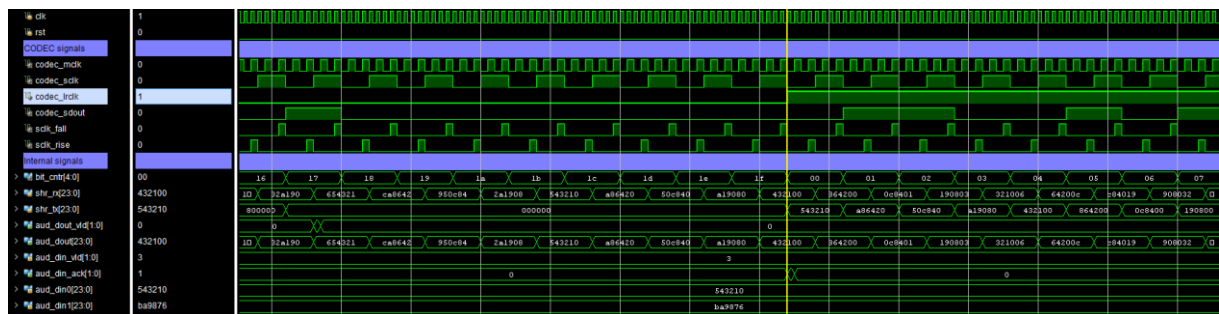 clk 1
rst 0
CODEC signals
codec_mclk 0
codec_sclk 0
codec_lrclk 1
codec_sdout 0
sclk_fall 0
sclk_rise 0
Internal signals
bit_cntr[4:0] 00 16 17 18 19 1a 1b 1c 1d 1e 1f 00 01 02 03 04 05 06 07
shr_rx[23:0] 432100 32a190 654321 ca8642 950c84 2a1908 543210 a86420 50c840 a19080 432100 864200 0c8401 190803 321006 64200c c84019 908032
shr_tx[23:0] 543210 800000 000000 543210 a86420 50c840 a19080 432100 864200 0c8400 190800
aud_dout_vld[1:0] 0 0 0
aud_dout[23:0] 432100 32a190 654321 ca8642 950c84 2a1908 543210 a86420 50c840 a19080 432100 864200 0c8401 190803 321006 64200c c84019 908032
aud_din_vld[1:0] 3 3
aud_din_ack[1:0] 1 0 0
aud_din0[23:0] 543210 543210
aud_din1[23:0] ba9876 ba9876